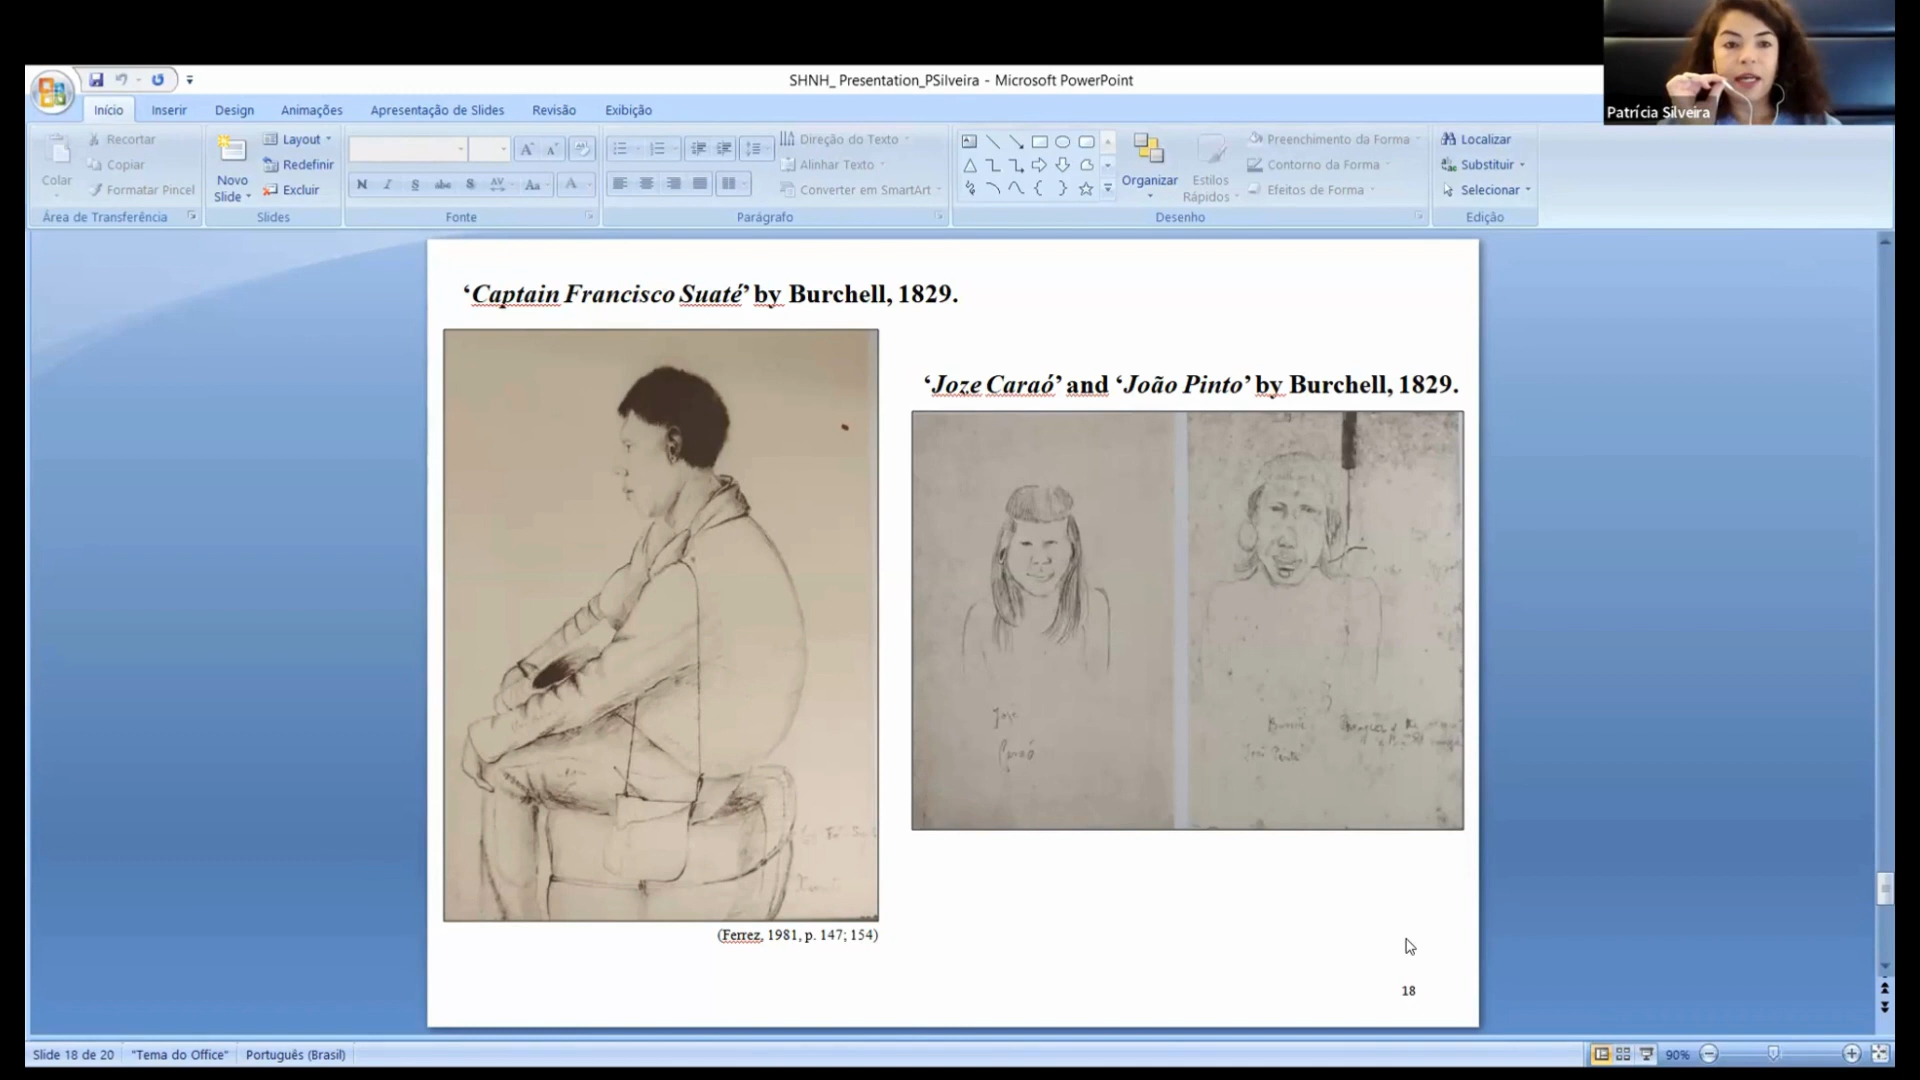 SHNH_ Presentation_PSilveira - Microsoft PowerPoint
Patrícia Silveira
Início Inserir Design Animações Apresentação de Slides Revisão Exibição
Colar
Recortar
Copiar
Formatar Pincel
Área de Transferência
Novo Slide
Layout
Redefinir
Excluir
Slides
Fonte
Direção do Texto
Alinhar Texto
Converter em SmartArt
Parágrafo
Organizar
Estilos Rápidos
Preenchimento da Forma
Contorno da Forma
Efeitos de Forma
Desenho
Localizar
Substituir
Selecionar
Edição
‘Captain Francisco Suaté’ by Burchell, 1829.
‘Joze Caraó’ and ‘João Pinto’ by Burchell, 1829.
Caraó
(Ferrez, 1981, p. 147; 154)
18
Slide 18 de 20 "Tema do Office" Português (Brasil) 90%